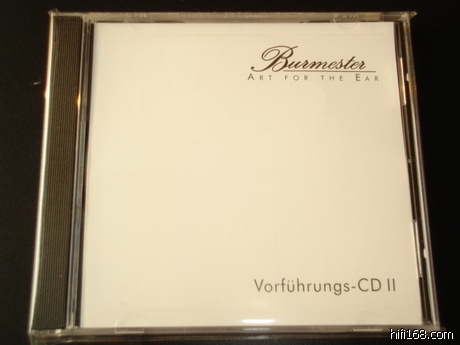 Burmester
ART FOR THE EAR
Vorführungs-CD II
hifi168.com